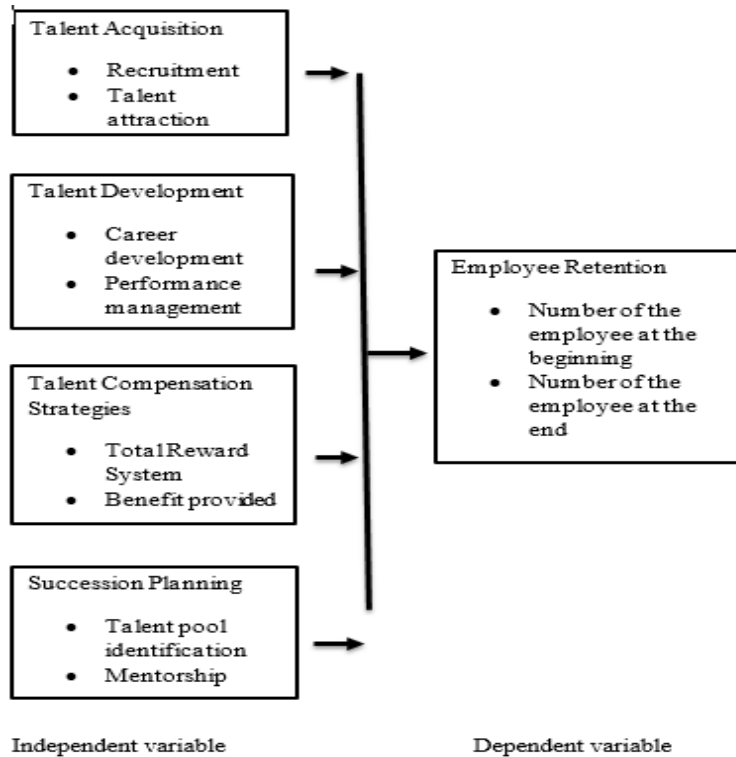 Talent Acquisition
• Recruitment
• Talent
attraction
Talent Development
• Career
development
• Performance
management
Talent Compensation
Strategies
• Total Reward
System
• Benefit provided
Succession Planning
• Talent pool
identification
• Mentorship
Employee Retention
• Number of the
employee at the
beginning
• Number of the
employee at the
end
Independent variable
Dependent variable